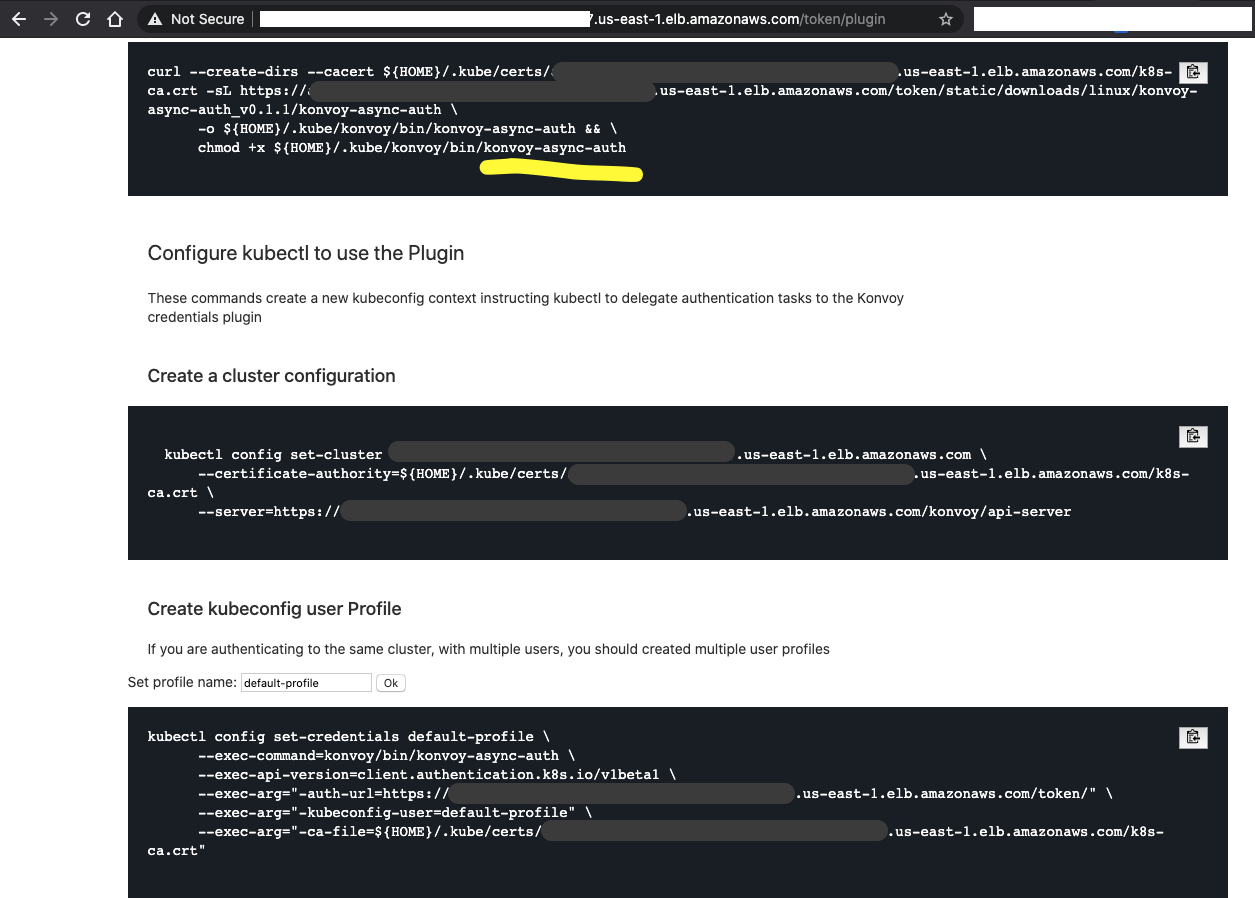 Not Secure
.us-east-1.elb.amazonaws.com/token/plugin
curl --create-dirs --cacert ${HOME}/.kube/certs/ .us-east-1.elb.amazonaws.com/k8s-
ca.crt -sL https:// .us-east-1.elb.amazonaws.com/token/static/downloads/linux/konvoy-
async-auth_v0.1.1/konvoy-async-auth \
-o ${HOME}/.kube/konvoy/bin/konvoy-async-auth && \
chmod +x ${HOME}/.kube/konvoy/bin/konvoy-async-auth
Configure kubectl to use the Plugin
These commands create a new kubeconfig context instructing kubectl to delegate authentication tasks to the Konvoy
credentials plugin
Create a cluster configuration
kubectl config set-cluster .us-east-1.elb.amazonaws.com \
--certificate-authority=${HOME}/.kube/certs/ .us-east-1.elb.amazonaws.com/k8s-
ca.crt \
--server=https:// .us-east-1.elb.amazonaws.com/konvoy/api-server
Create kubeconfig user Profile
If you are authenticating to the same cluster, with multiple users, you should created multiple user profiles
Set profile name: default-profile Ok
kubectl config set-credentials default-profile \
--exec-command=konvoy/bin/konvoy-async-auth \
--exec-api-version=client.authentication.k8s.io/v1beta1 \
--exec-arg="-auth-url=https:// .us-east-1.elb.amazonaws.com/token/" \
--exec-arg="-kubeconfig-user=default-profile" \
--exec-arg="-ca-file=${HOME}/.kube/certs/ .us-east-1.elb.amazonaws.com/k8s-
ca.crt"